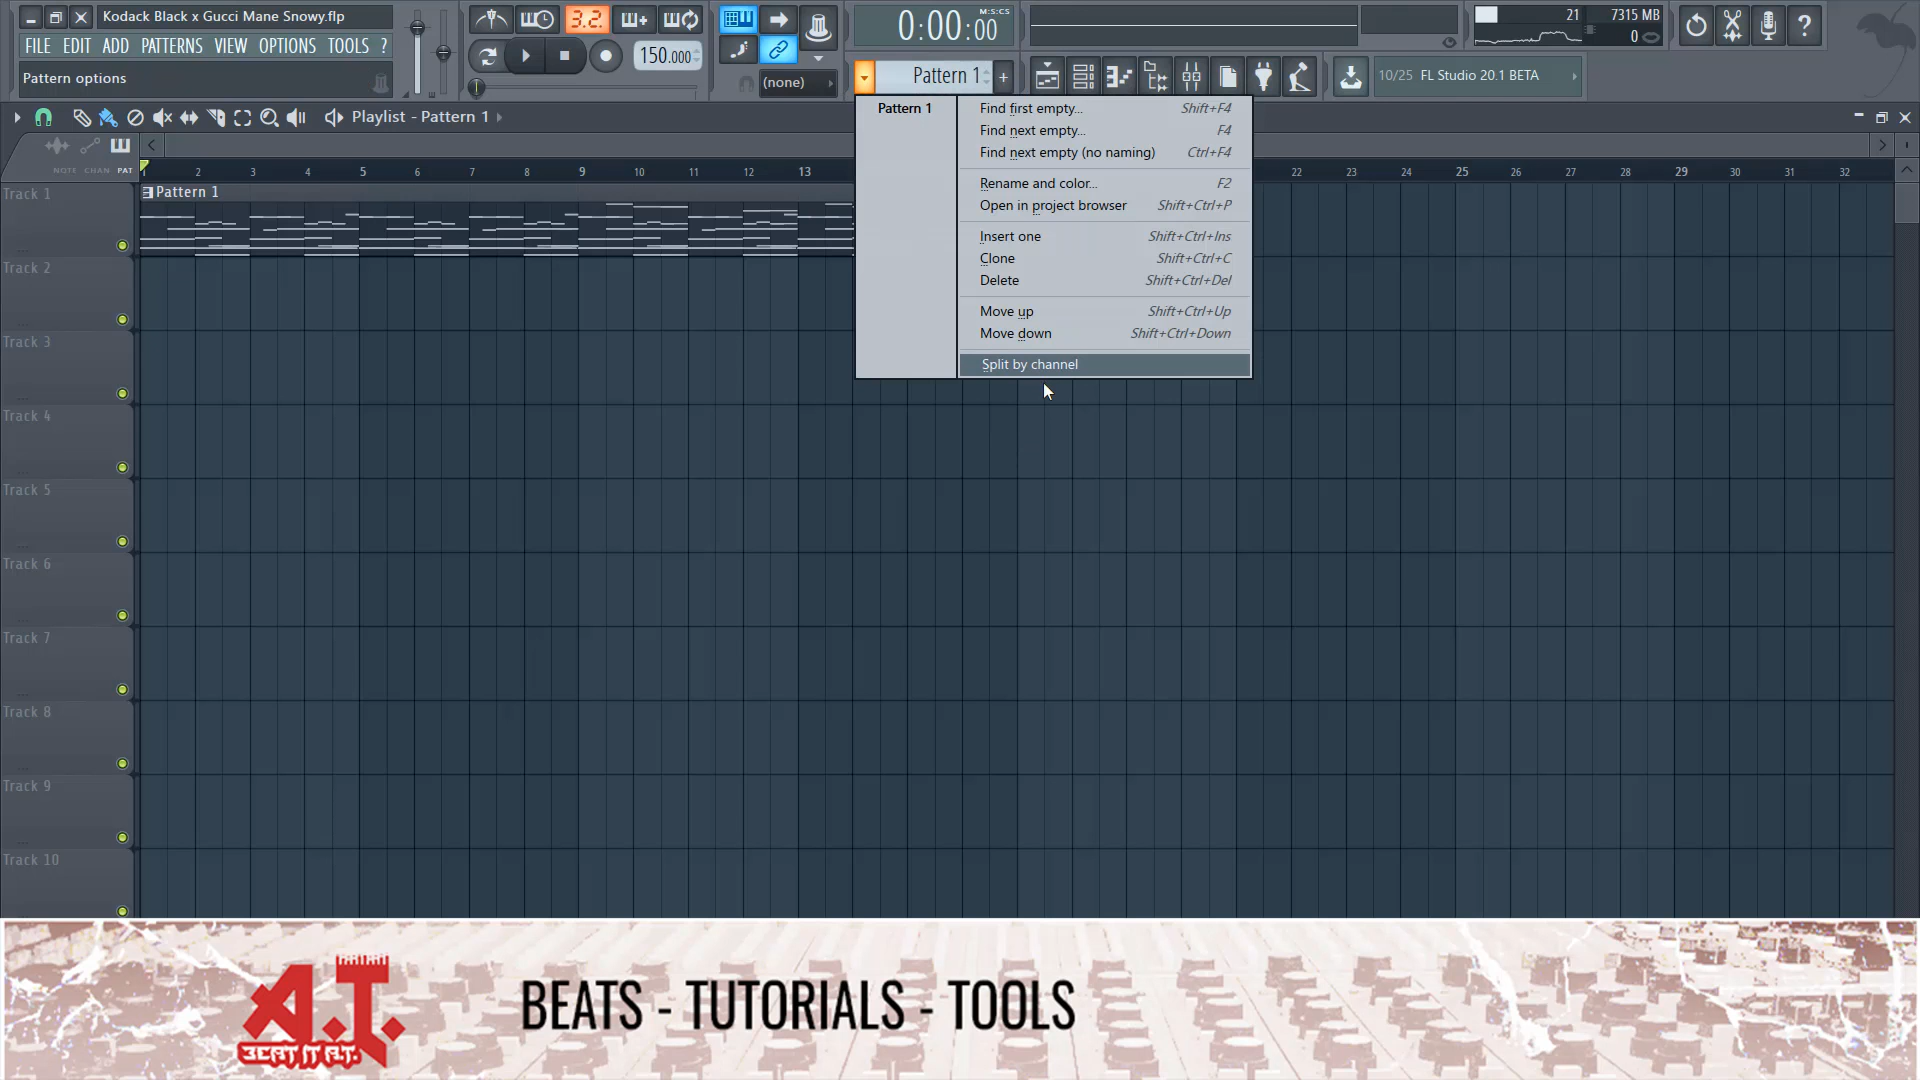 Kodack Black x Gucci Mane Snowy.flp
FILE EDIT ADD PATTERNS VIEW OPTIONS TOOLS ?
Pattern options
3.2.
150.000
(none)
0:00:00
M:S:CS
Pattern 1
21
7315 MB
0
10/25 FL Studio 20.1 BETA
Playlist - Pattern 1
NOTE CHAN PAT
1 2 3 4 5 6 7 8 9 10 11 12 13 22 23 24 25 26 27 28 29 30 31 32
Pattern 1
Find first empty... Shift+F4
Find next empty... F4
Find next empty (no naming) Ctrl+F4
Rename and color... F2
Open in project browser Shift+Ctrl+P
Insert one Shift+Ctrl+Ins
Clone Shift+Ctrl+C
Delete Shift+Ctrl+Del
Move up Shift+Ctrl+Up
Move down Shift+Ctrl+Down
Split by channel
Track 1
Pattern 1
Track 2
Track 3
Track 4
Track 5
Track 6
Track 7
Track 8
Track 9
Track 10
A.T.
BEAT IT A.T.
BEATS - TUTORIALS - TOOLS